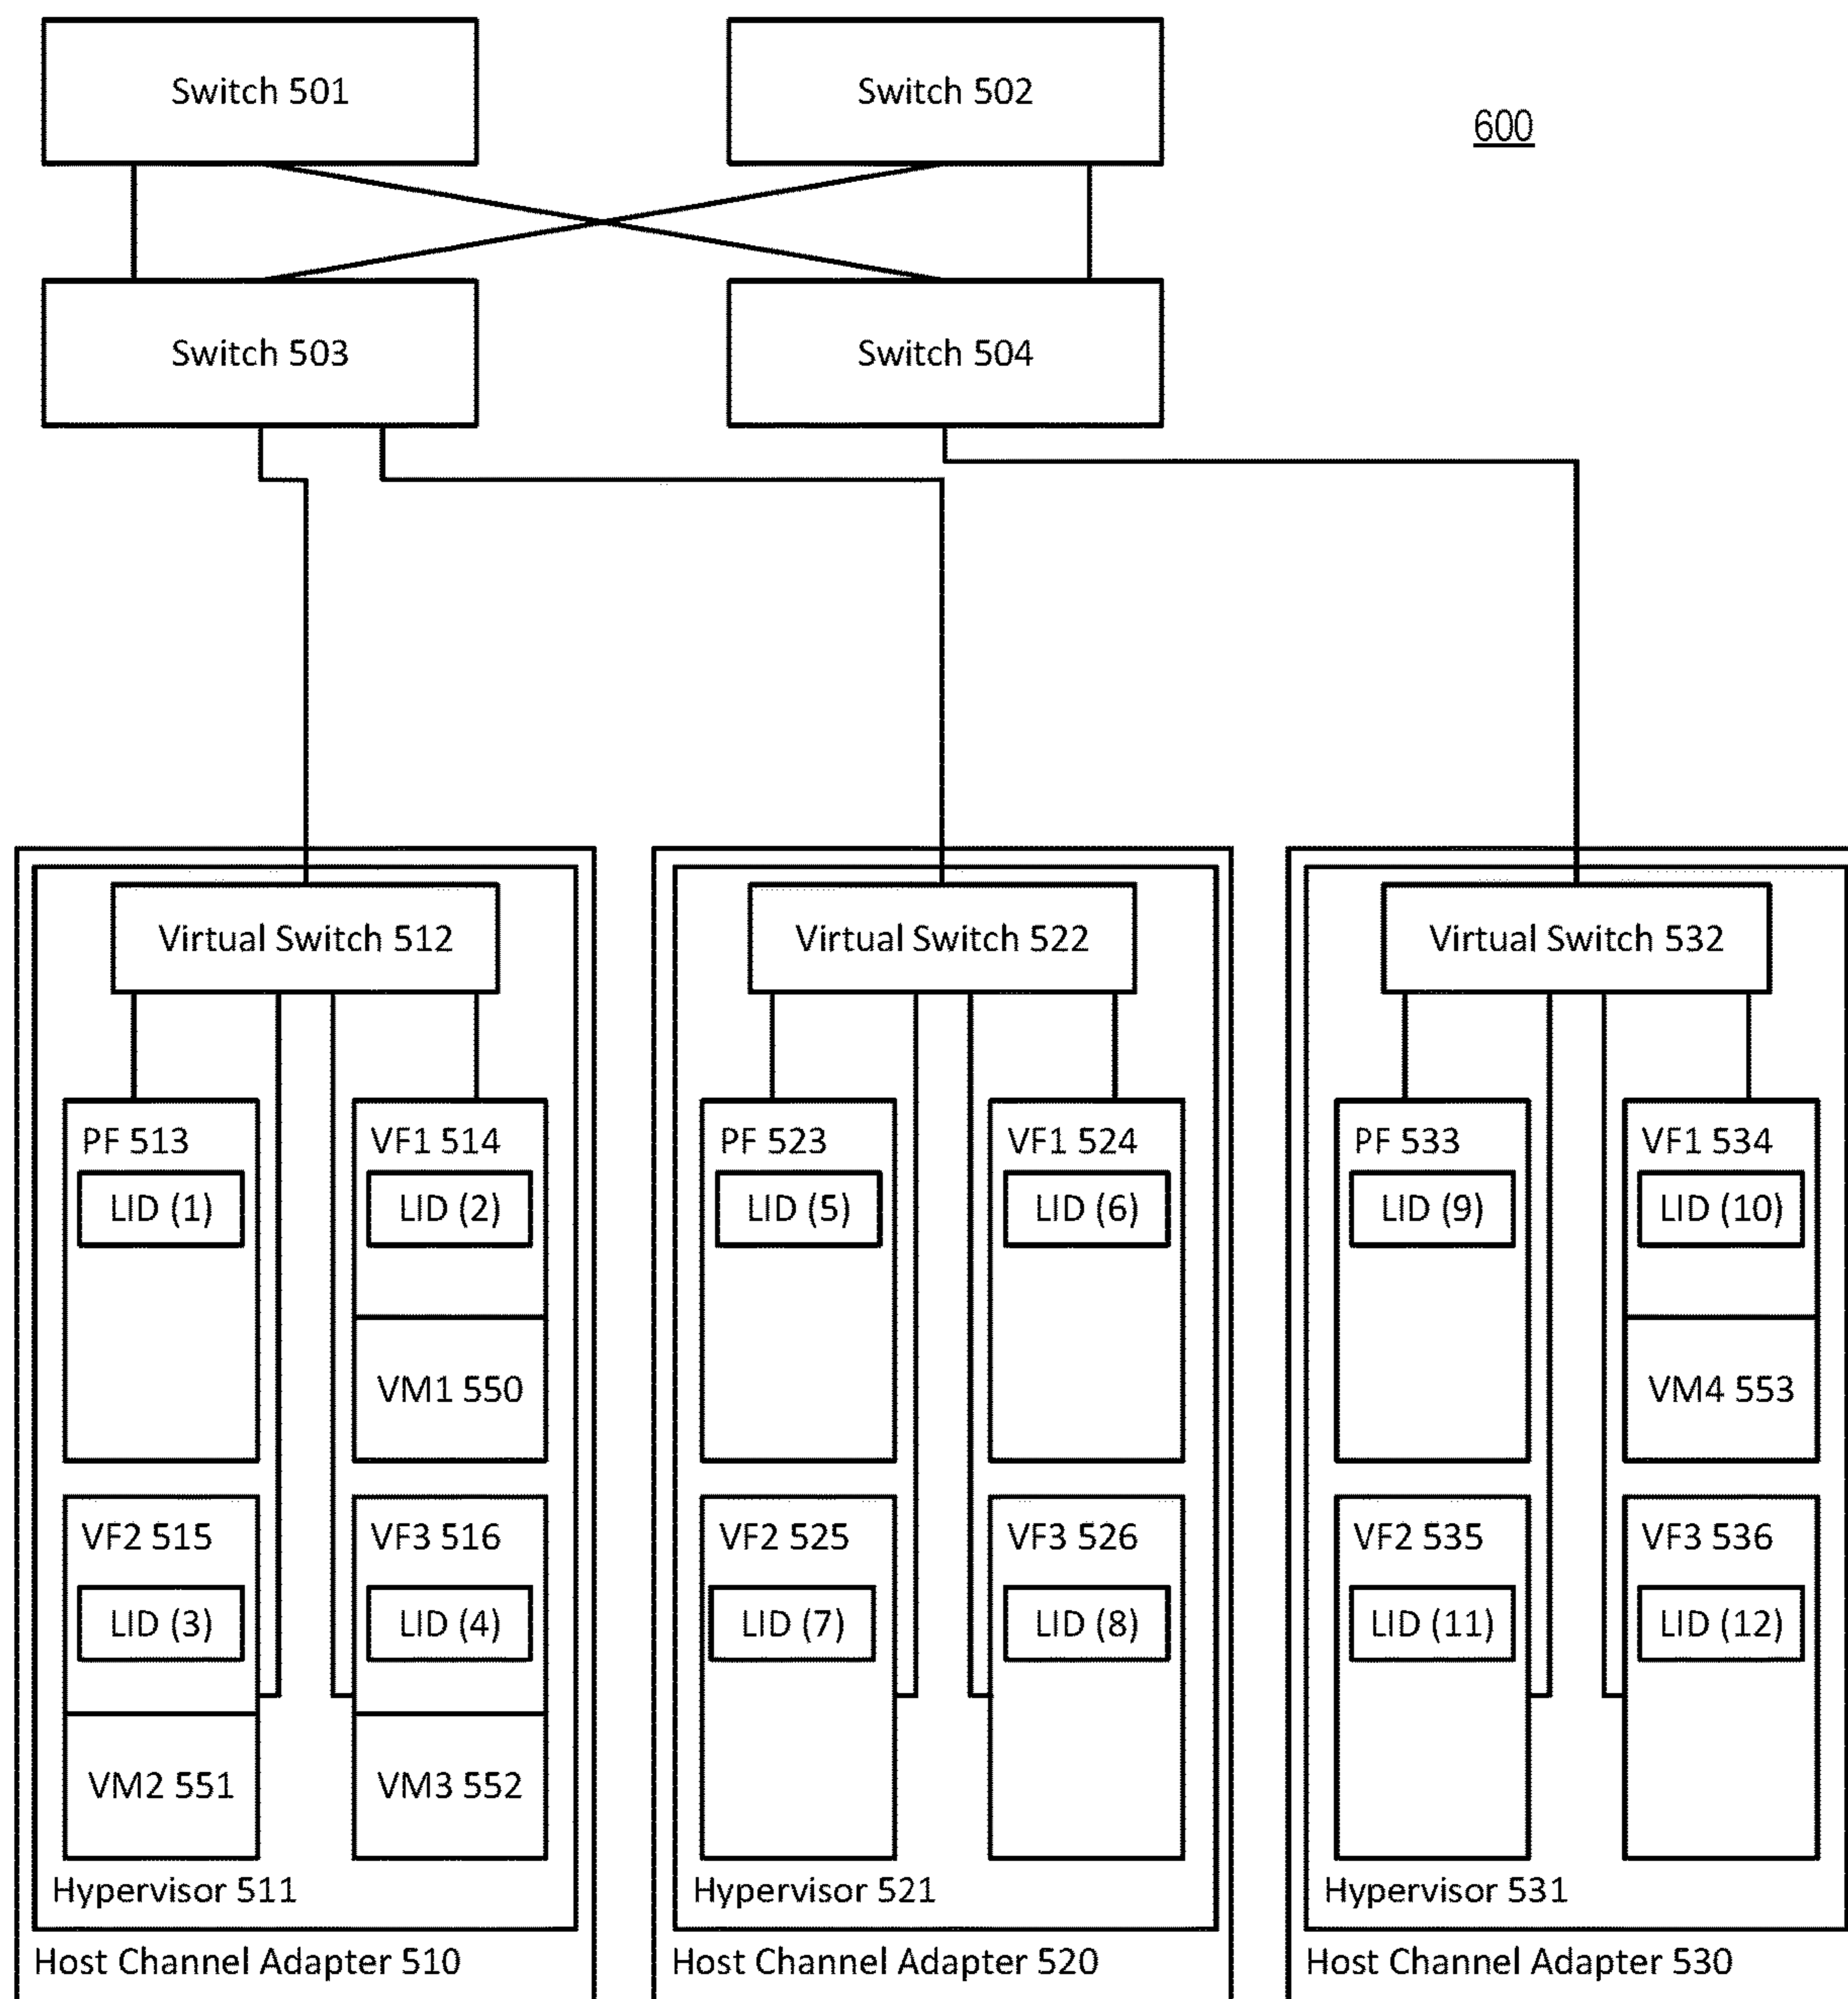 Switch 501
Switch 502
600
Switch 503
Switch 504
Virtual Switch 512
Virtual Switch 522
Virtual Switch 532
PF 513
LID (1)
VF1 514
LID (2)
VM1 550
VF2 515
LID (3)
VM2 551
VF3 516
LID (4)
VM3 552
Hypervisor 511
Host Channel Adapter 510
PF 523
LID (5)
VF1 524
LID (6)
VF2 525
LID (7)
VF3 526
LID (8)
Hypervisor 521
Host Channel Adapter 520
PF 533
LID (9)
VF1 534
LID (10)
VM4 553
VF2 535
LID (11)
VF3 536
LID (12)
Hypervisor 531
Host Channel Adapter 530